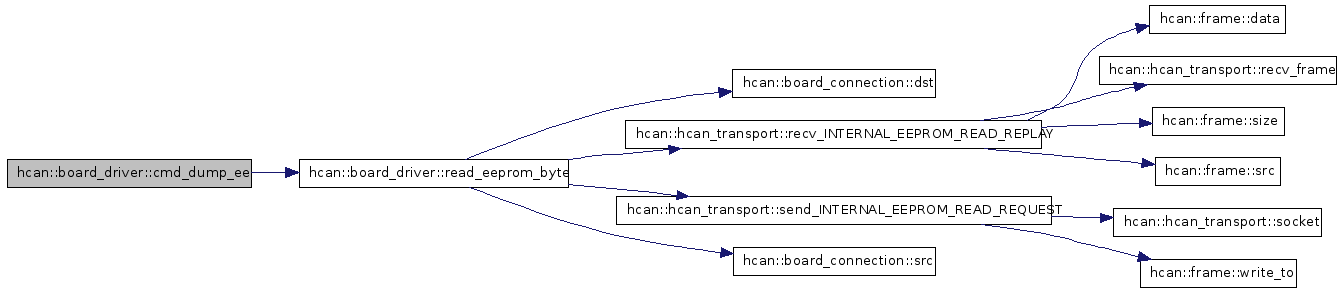 hcan::board_driver::cmd_dump_ee
hcan::board_driver::read_eeprom_byte
hcan::board_connection::dst
hcan::hcan_transport::recv_INTERNAL_EEPROM_READ_REPLAY
hcan::frame::data
hcan::hcan_transport::recv_frame
hcan::frame::size
hcan::frame::src
hcan::hcan_transport::send_INTERNAL_EEPROM_READ_REQUEST
hcan::hcan_transport::socket
hcan::frame::write_to
hcan::board_connection::src